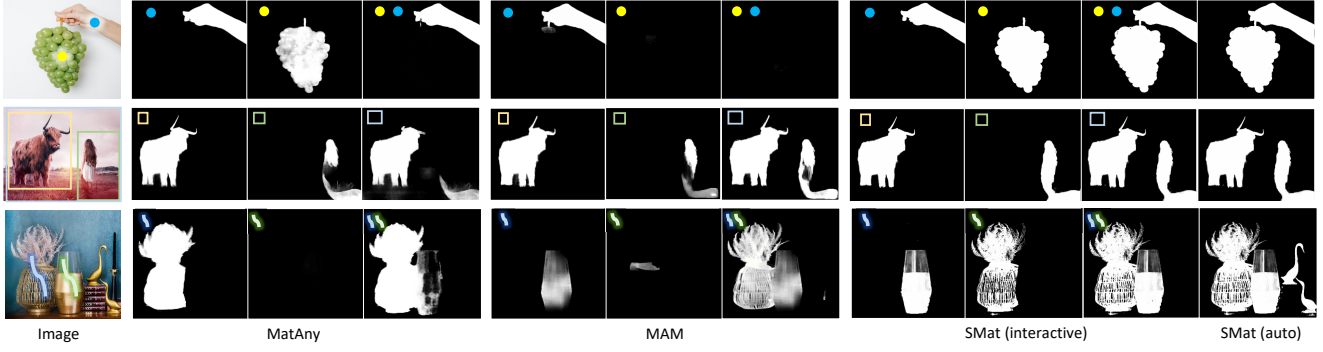 Image
MatAny
MAM
SMat (interactive)
SMat (auto)